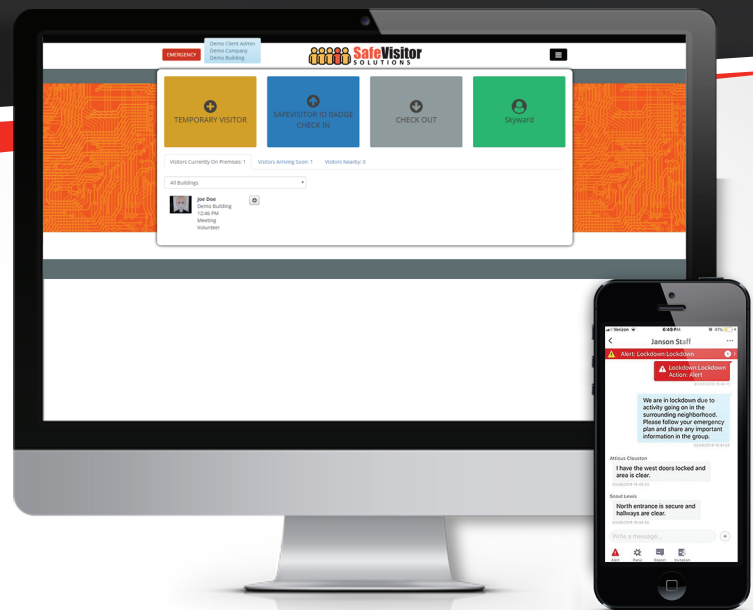 EMERGENCY
Demo Client Admin
Demo Company
Demo Building
SafeVisitor
SOLUTIONS
TEMPORARY VISITOR
SAFEVISITOR ID BADGE
CHECK IN
CHECK OUT
Skyward
Visitors Currently On Premises: 1
Visitors Arriving Soon: 1
Visitors Nearby: 0
All Buildings
Joe Doe
Demo Building
12:46 PM
Meeting
Volunteer
Verizon
6:49 PM
47%
Janson Staff
Alert: Lockdown:Lockdown
Lockdown:Lockdown
Action: Alert
We are in lockdown due to
activity going on in the
surrounding neighborhood.
Please follow your emergency
plan and share any important
information in the group.
Atticus Clouston
I have the west doors locked and
area is clear.
Scout Lewis
North entrance is secure and
hallways are clear.
Write a message...
Alert
Panic
Report
Invitation